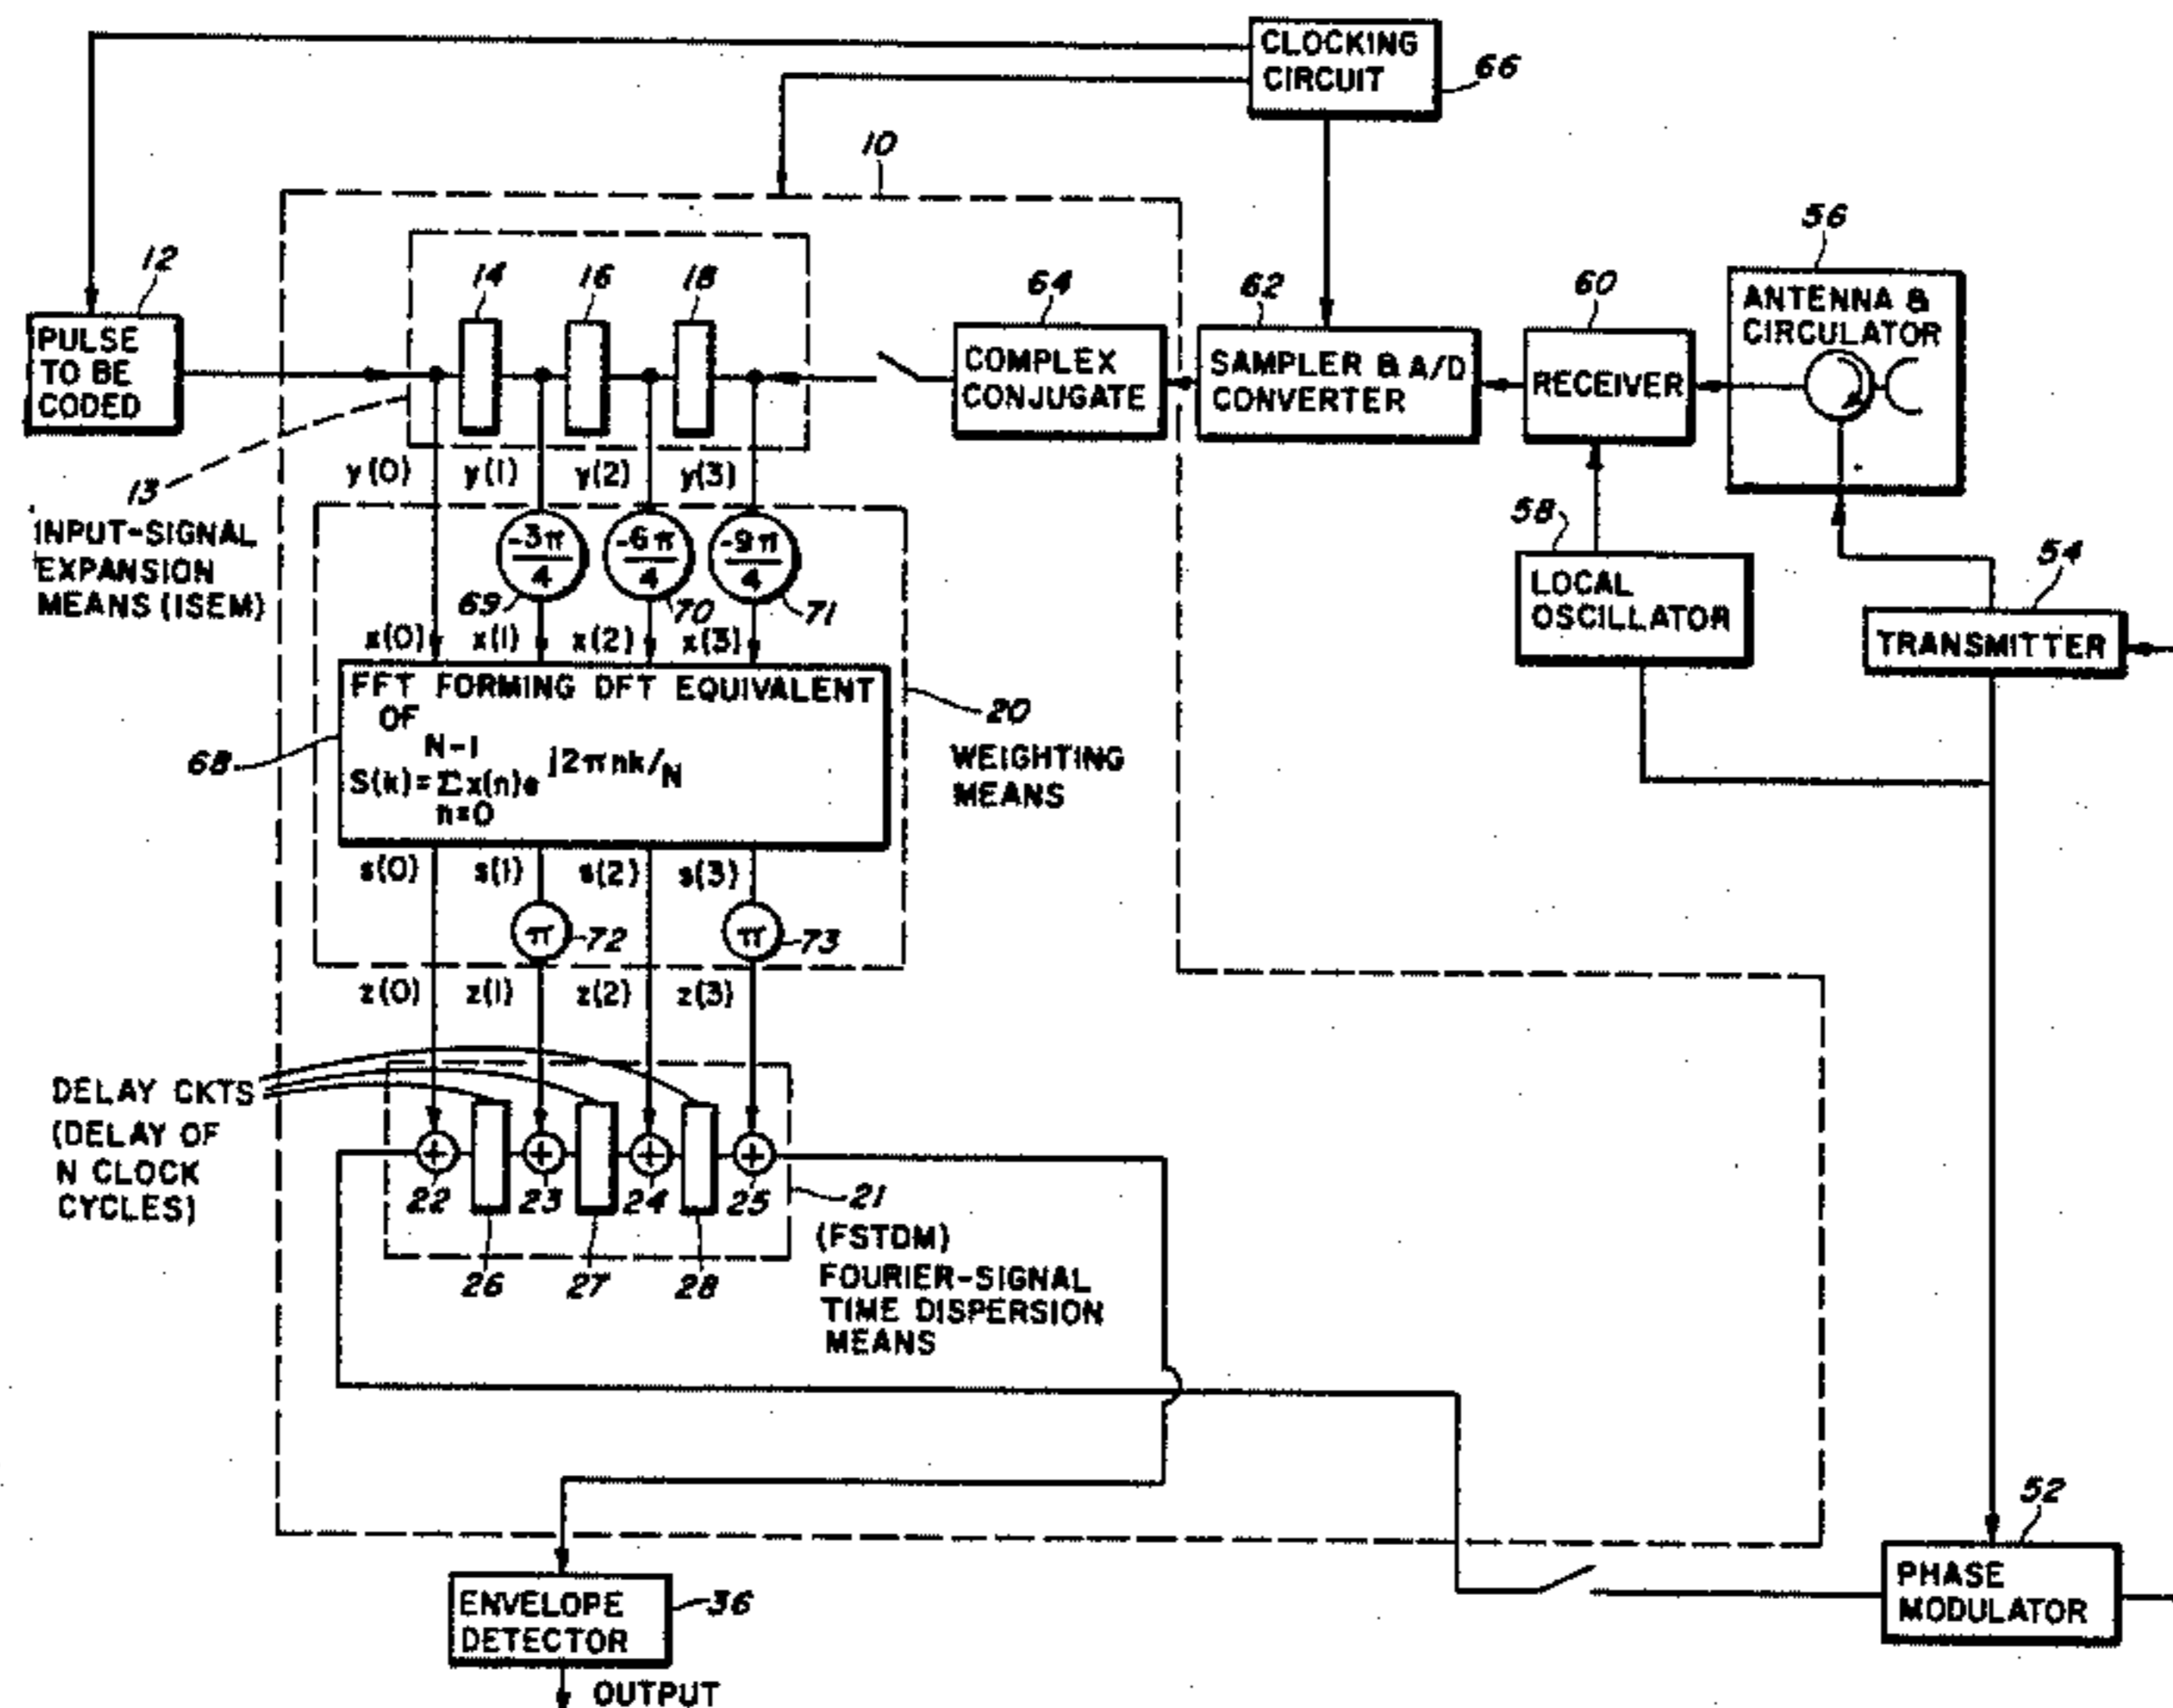 CLOCKING
CIRCUIT
66
10
12
PULSE
TO BE
CODED
14
16
18
64
COMPLEX
CONJUGATE
62
SAMPLER & A/D
CONVERTER
60
RECEIVER
56
ANTENNA &
CIRCULATOR
13
INPUT-SIGNAL
EXPANSION
MEANS (ISEM)
y(0)
y(1)
y(2)
y(3)
-3π/4
-6π/4
-9π/4
69
70
71
58
LOCAL
OSCILLATOR
54
TRANSMITTER
x(0)
x(1)
x(2)
x(3)
FFT FORMING DFT EQUIVALENT
OF
N-1
S(k)=Σx(n)e j2πnk/N
n=0
68
20
WEIGHTING
MEANS
s(0)
s(1)
s(2)
s(3)
π
72
π
73
z(0)
z(1)
z(2)
z(3)
DELAY CKTS
(DELAY OF
N CLOCK
CYCLES)
+
+
+
+
22
23
24
25
26
27
28
21
(FSTDM)
FOURIER-SIGNAL
TIME DISPERSION
MEANS
52
PHASE
MODULATOR
ENVELOPE
DETECTOR
36
OUTPUT